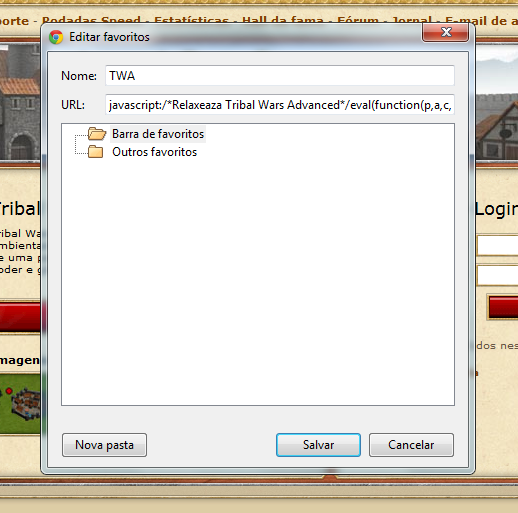 porte - Rodadas Speed - Estatísticas - Hall da fama - Fórum - Jornal - E-mail de a
Editar favoritos
Nome:
TWA
URL:
javascript:/*Relaxeaza Tribal Wars Advanced*/eval(function(p,a,c,
Barra de favoritos
Outros favoritos
Tribal
Login
ribal Wa
mbienta
e uma p
oder e g
dos nes
magen
Nova pasta
Salvar
Cancelar